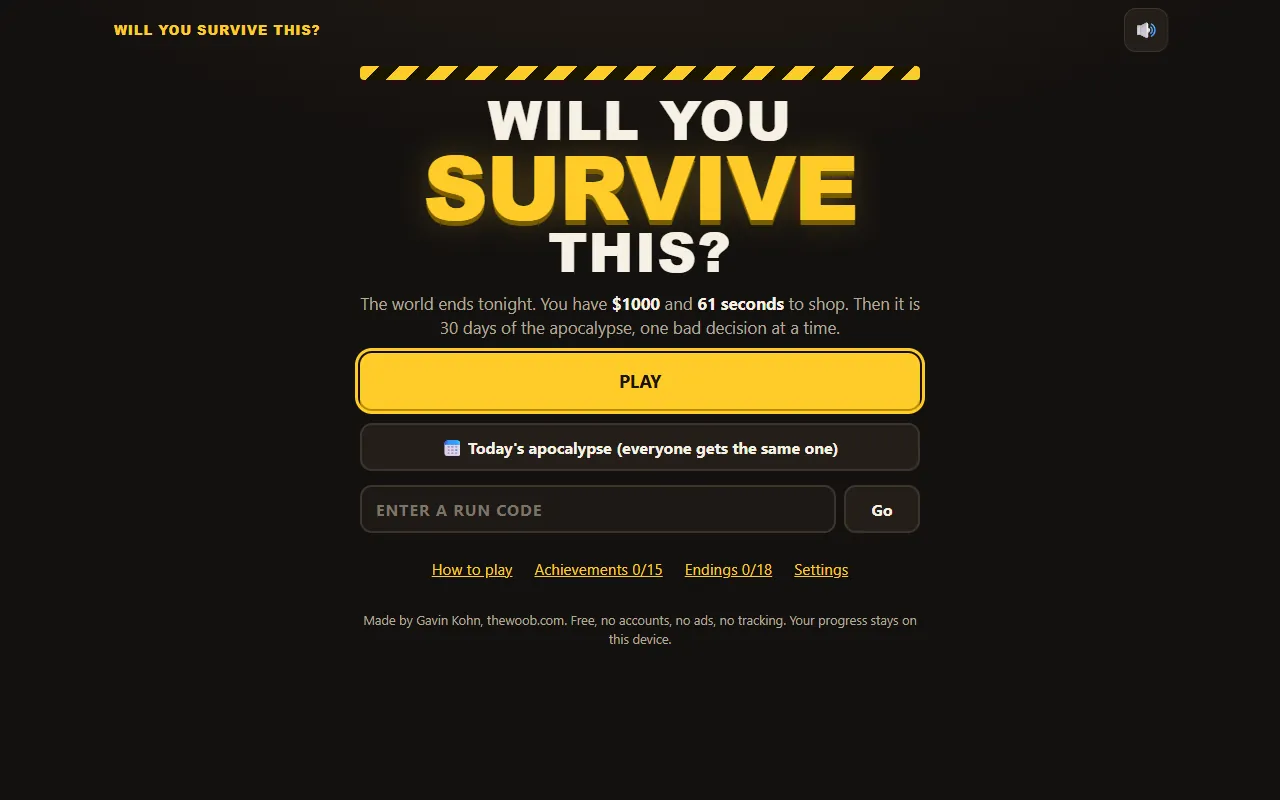 WILL YOU SURVIVE THIS?
WILL YOU
SURVIVE
THIS?
The world ends tonight. You have $1000 and 61 seconds to shop. Then it is
30 days of the apocalypse, one bad decision at a time.
PLAY
Today's apocalypse (everyone gets the same one)
ENTER A RUN CODE
Go
How to play Achievements 0/15 Endings 0/18 Settings
Made by Gavin Kohn, thewoob.com. Free, no accounts, no ads, no tracking. Your progress stays on
this device.